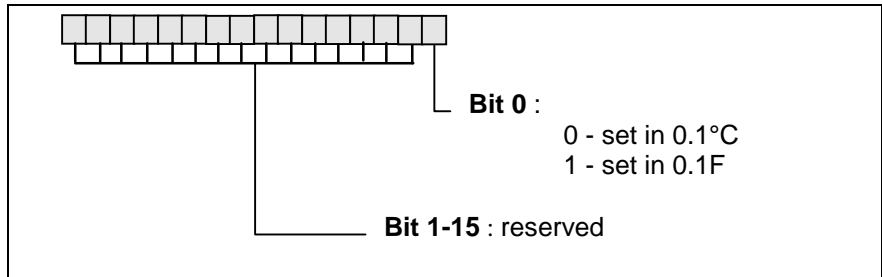 Bit 0 :
0 - set in 0.1°C
1 - set in 0.1F
Bit 1-15 : reserved